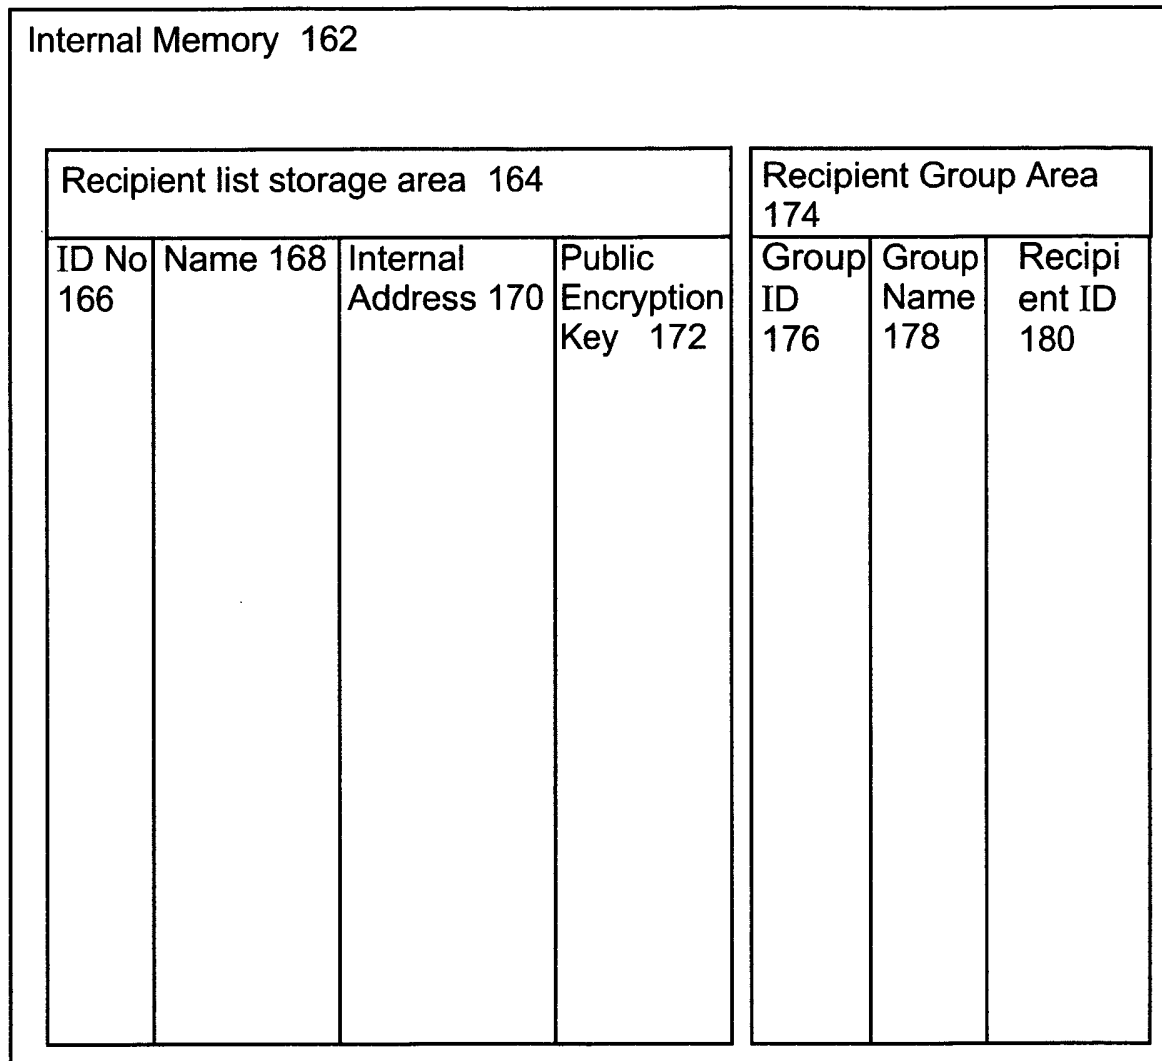 Internal Memory 162
Recipient list storage area 164
ID No
166
Name 168
Internal
Address 170
Public
Encryption
Key 172
Recipient Group Area
174
Group
ID
176
Group
Name
178
Recipi
ent ID
180